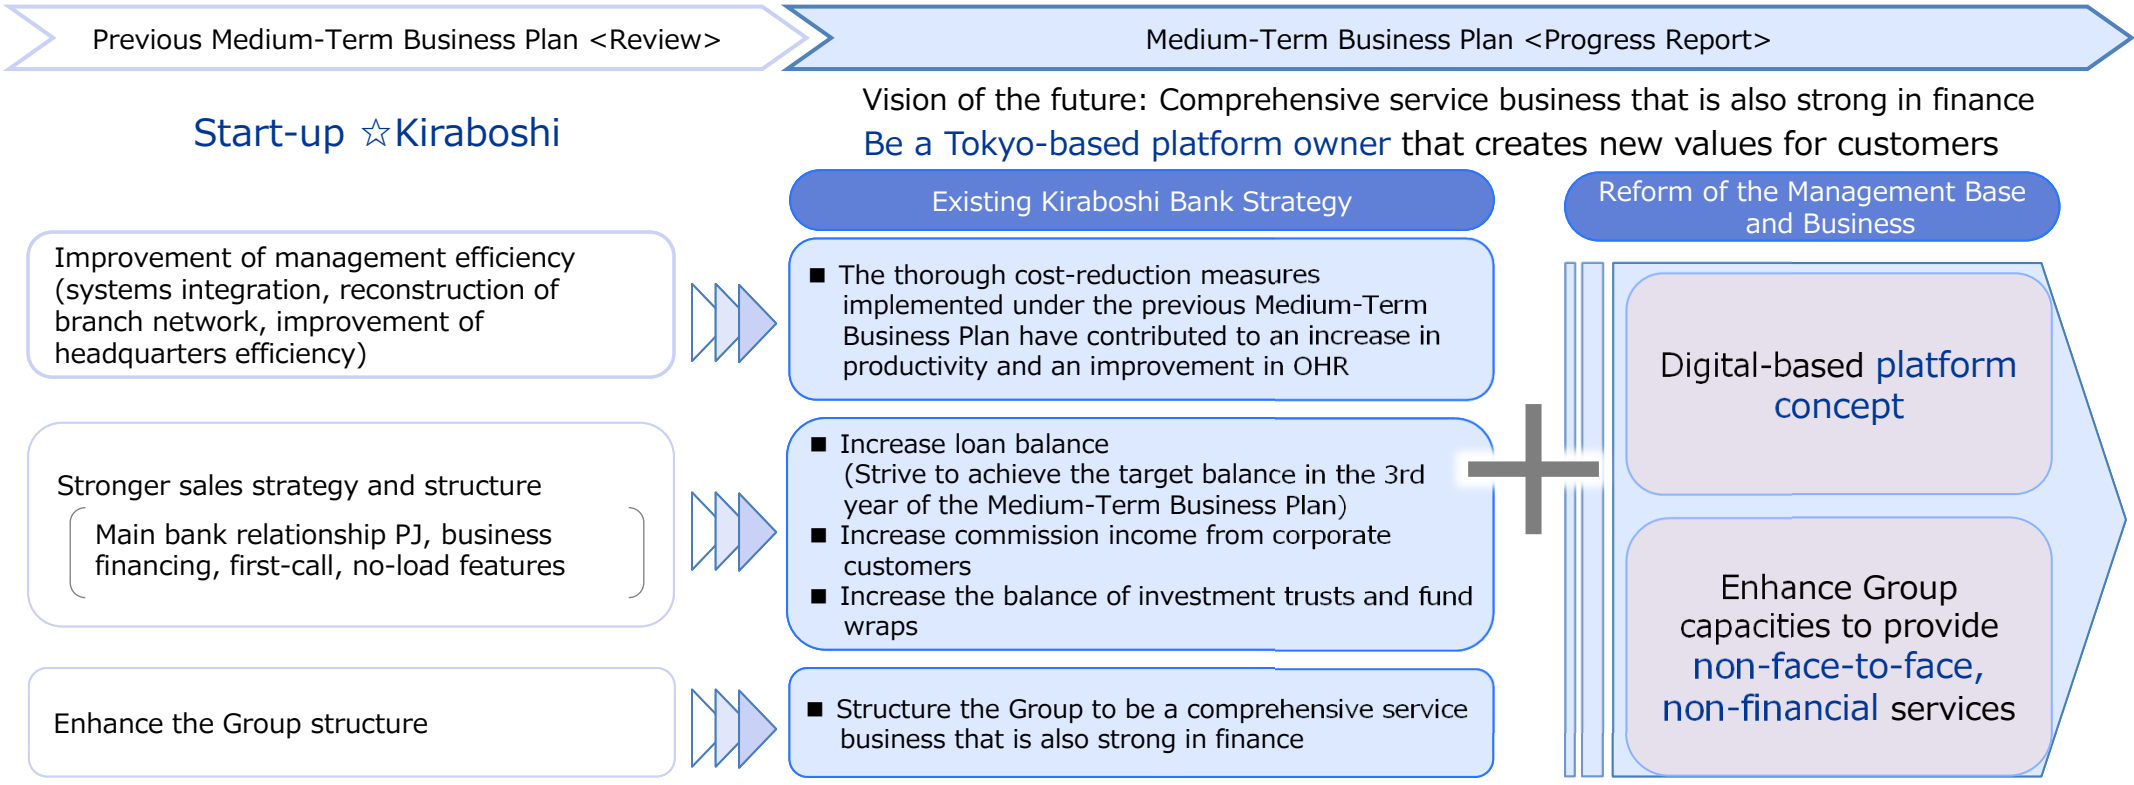 Previous Medium-Term Business Plan <Review>
Medium-Term Business Plan <Progress Report>
Start-up ☆Kiraboshi
Vision of the future: Comprehensive service business that is also strong in finance
Be a Tokyo-based platform owner that creates new values for customers
Existing Kiraboshi Bank Strategy
Reform of the Management Base
and Business
Improvement of management efficiency
(systems integration, reconstruction of
branch network, improvement of
headquarters efficiency)
■ The thorough cost-reduction measures
implemented under the previous Medium-Term
Business Plan have contributed to an increase in
productivity and an improvement in OHR
Stronger sales strategy and structure
Main bank relationship PJ, business
financing, first-call, no-load features
■ Increase loan balance
(Strive to achieve the target balance in the 3rd
year of the Medium-Term Business Plan)
■ Increase commission income from corporate
customers
■ Increase the balance of investment trusts and fund
wraps
Enhance the Group structure
■ Structure the Group to be a comprehensive service
business that is also strong in finance
Digital-based platform
concept
Enhance Group
capacities to provide
non-face-to-face,
non-financial services